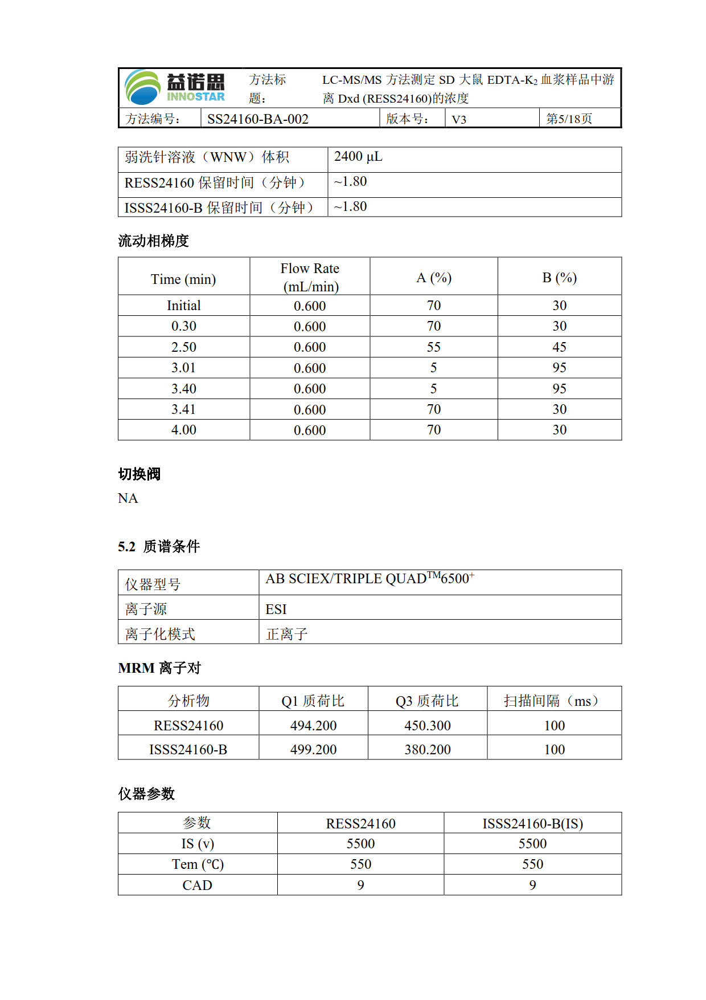 益诺思
INNOSTAR
方法标题：
LC-MS/MS 方法测定 SD 大鼠 EDTA-K2 血浆样品中游
离 Dxd (RESS24160)的浓度
方法编号： SS24160-BA-002 版本号： V3 第5/18页
弱洗针溶液（WNW）体积 2400 μL
RESS24160 保留时间（分钟） ~1.80
ISSS24160-B 保留时间（分钟） ~1.80
流动相梯度
Time (min) Flow Rate (mL/min) A (%) B (%)
Initial 0.600 70 30
0.30 0.600 70 30
2.50 0.600 55 45
3.01 0.600 5 95
3.40 0.600 5 95
3.41 0.600 70 30
4.00 0.600 70 30
切换阀
NA
5.2 质谱条件
仪器型号 AB SCIEX/TRIPLE QUAD™6500+
离子源 ESI
离子化模式 正离子
MRM 离子对
分析物 Q1 质荷比 Q3 质荷比 扫描间隔（ms）
RESS24160 494.200 450.300 100
ISSS24160-B 499.200 380.200 100
仪器参数
参数 RESS24160 ISSS24160-B(IS)
IS (v) 5500 5500
Tem (℃) 550 550
CAD 9 9